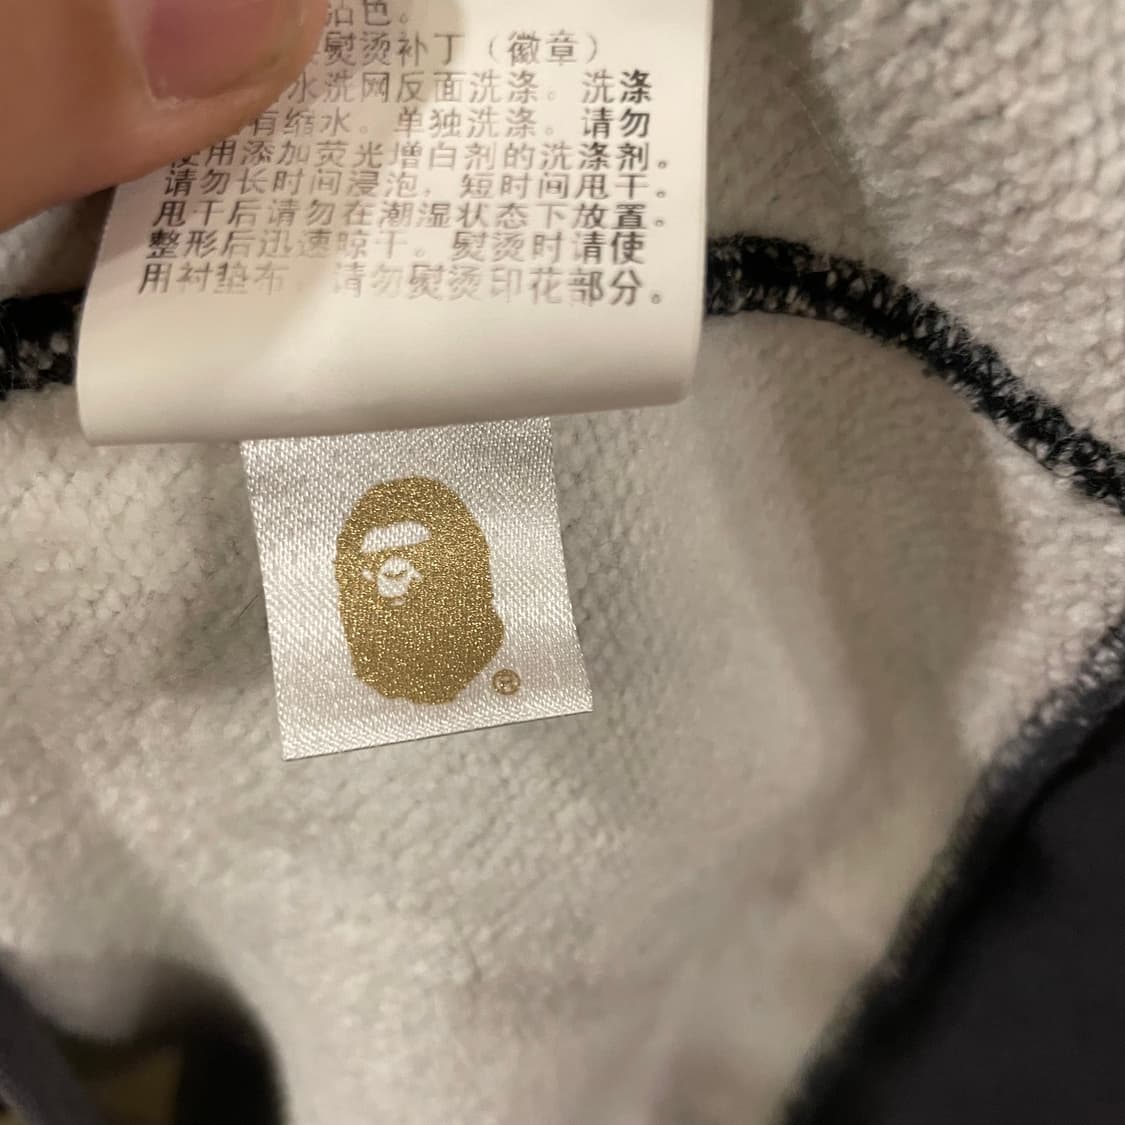 沾色。
熨烫补丁（徽章）
水洗网反面洗涤。洗涤
有缩水。单独洗涤。请勿
使用添加荧光增白剂的洗涤剂。
请勿长时间浸泡，短时间甩干。
甩干后请勿在潮湿状态下放置。
整形后迅速晾干。熨烫时请使
用衬垫布，请勿熨烫印花部分。
®